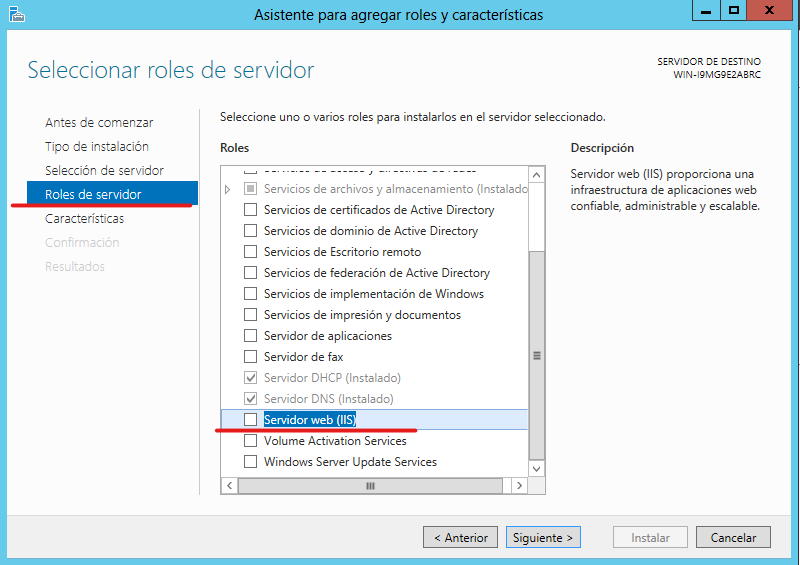 Asistente para agregar roles y características
Seleccionar roles de servidor
SERVIDOR DE DESTINO
WIN-I9MG9E2ABRC
Antes de comenzar
Tipo de instalación
Selección de servidor
Roles de servidor
Características
Confirmación
Resultados
Seleccione uno o varios roles para instalarlos en el servidor seleccionado.
Roles
Servicios de acceso y directivas de redes
Servicios de archivos y almacenamiento (Instalado
Servicios de certificados de Active Directory
Servicios de dominio de Active Directory
Servicios de Escritorio remoto
Servicios de federación de Active Directory
Servicios de implementación de Windows
Servicios de impresión y documentos
Servidor de aplicaciones
Servidor de fax
Servidor DHCP (Instalado)
Servidor DNS (Instalado)
Servidor web (IIS)
Volume Activation Services
Windows Server Update Services
Descripción
Servidor web (IIS) proporciona una
infraestructura de aplicaciones web
confiable, administrable y escalable.
< Anterior
Siguiente >
Instalar
Cancelar